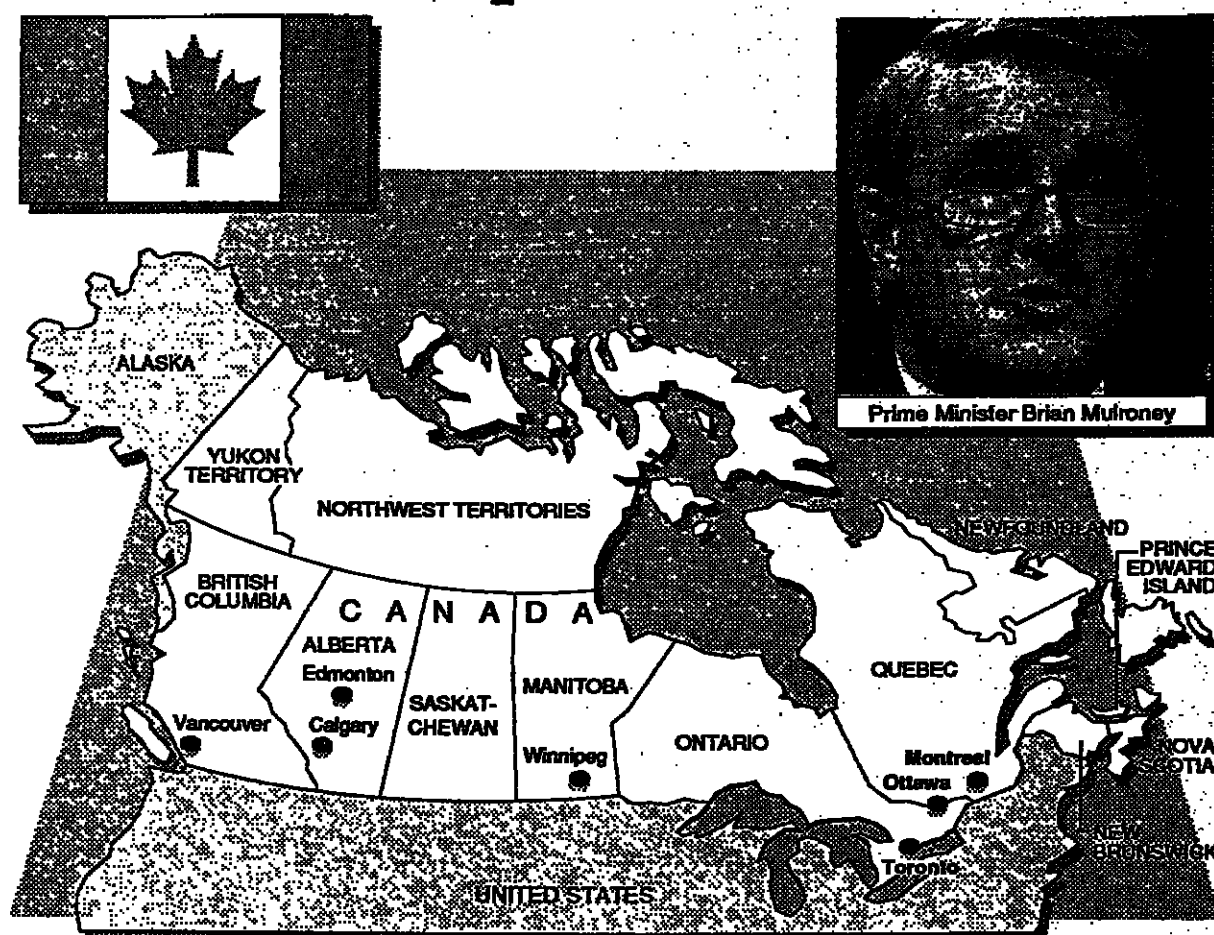 Prime Minister Brian Mulroney
ALASKA
YUKON
TERRITORY
NORTHWEST TERRITORIES
NEWFOUNDLAND
PRINCE
EDWARD
ISLAND
BRITISH
COLUMBIA
CANADA
ALBERTA
Edmonton
Calgary
Vancouver
SASKAT-
CHEWAN
MANITOBA
Winnipeg
ONTARIO
QUEBEC
Montreal
Ottawa
Toronto
NOVA
SCOTIA
NEW
BRUNSWICK
UNITED STATES